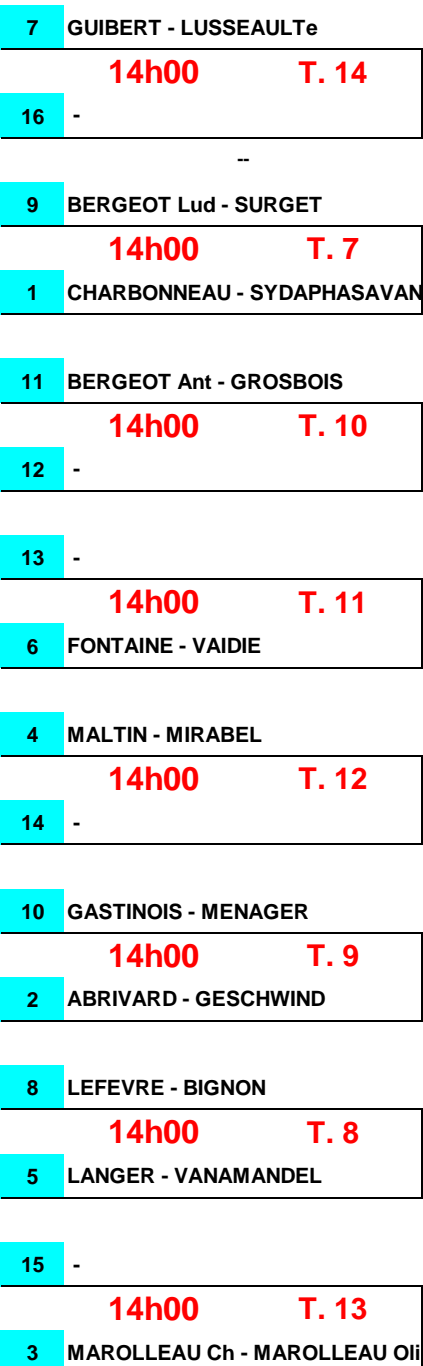 7 GUIBERT - LUSSEAULTe
14h00 T. 14
16 -
--
9 BERGEOT Lud - SURGET
14h00 T. 7
1 CHARBONNEAU - SYDAPHASAVAN
11 BERGEOT Ant - GROSBOIS
14h00 T. 10
12 -
13 -
14h00 T. 11
6 FONTAINE - VAIDIE
4 MALTIN - MIRABEL
14h00 T. 12
14 -
10 GASTINOIS - MENAGER
14h00 T. 9
2 ABRIVARD - GESCHWIND
8 LEFEVRE - BIGNON
14h00 T. 8
5 LANGER - VANAMANDEL
15 -
14h00 T. 13
3 MAROLLEAU Ch - MAROLLEAU Oli